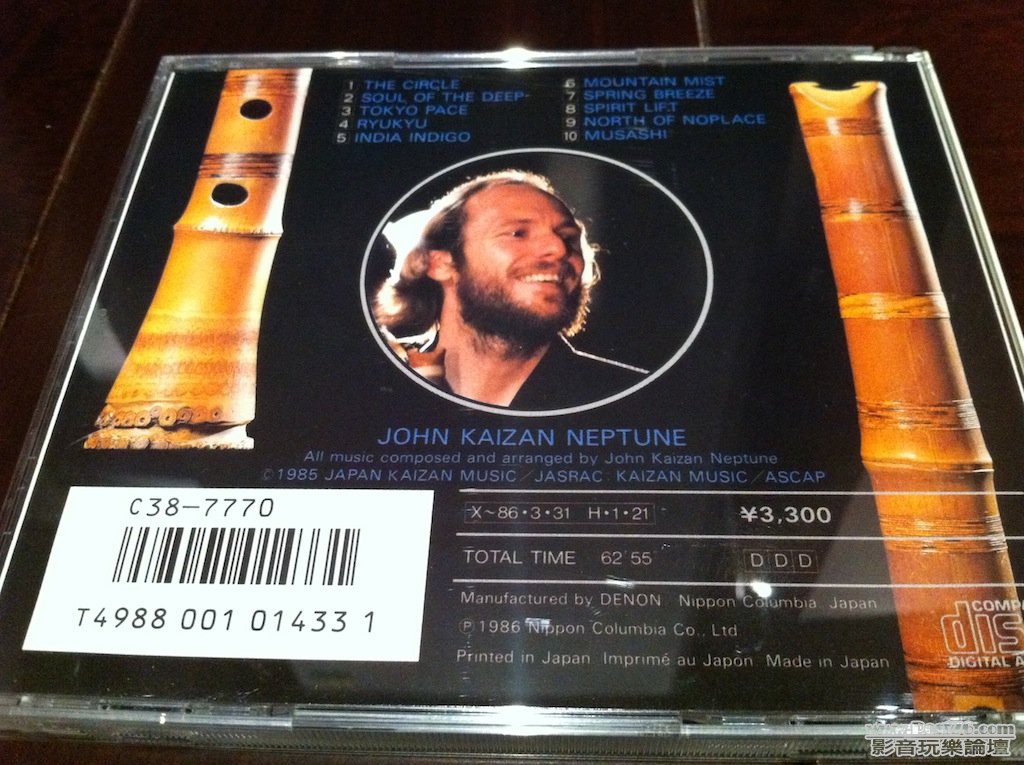 1 THE CIRCLE
2 SOUL OF THE DEEP
3 TOKYO PACE
4 RYUKYU
5 INDIA INDIGO
6 MOUNTAIN MIST
7 SPRING BREEZE
8 SPIRIT LIFT
9 NORTH OF NOPLACE
10 MUSASHI
JOHN KAIZAN NEPTUNE
All music composed and arranged by John Kaizan Neptune
©1985 JAPAN KAIZAN MUSIC／JASRAC KAIZAN MUSIC／ASCAP
C38-7770
T4988 001 01433 1
X~86・3・31 H・1・21 ¥3,300
TOTAL TIME 62'55 DDD
Manufactured by DENON Nippon Columbia Japan
Ⓟ1986 Nippon Columbia Co., Ltd
Printed in Japan Imprimé au Japon Made in Japan
COMP
dis
DIGITAL A
影音玩樂論壇